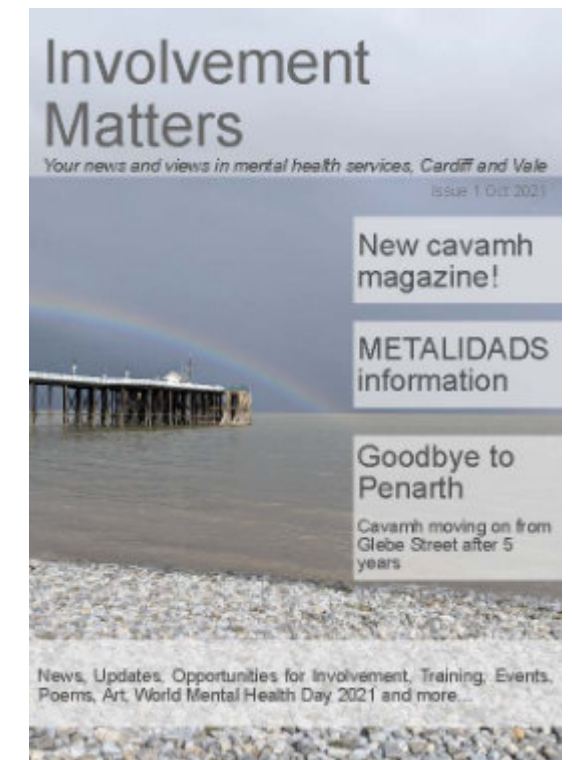 Involvement
Matters
Your news and views in mental health services, Cardiff and Vale
Issue 1 Oct 2021
New cavamh
magazine!
METALIDADS
information
Goodbye to
Penarth
Cavamh moving on from
Glebe Street after 5
years
News, Updates, Opportunities for Involvement, Training, Events,
Poems, Art, World Mental Health Day 2021 and more...